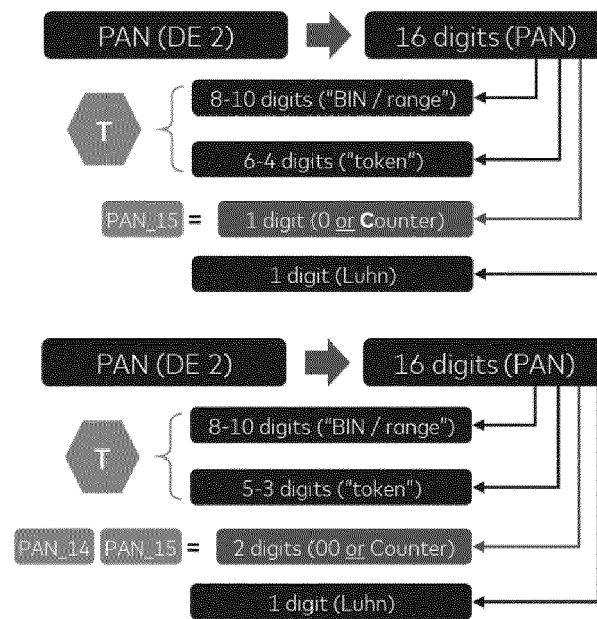 PAN (DE 2)
16 digits (PAN)
8-10 digits ("BIN / range")
T
6-4 digits ("token")
PAN_15 = 1 digit (0 or Counter)
1 digit (Luhn)
PAN (DE 2)
16 digits (PAN)
8-10 digits ("BIN / range")
T
5-3 digits ("token")
PAN_14 PAN_15 = 2 digits (00 or Counter)
1 digit (Luhn)